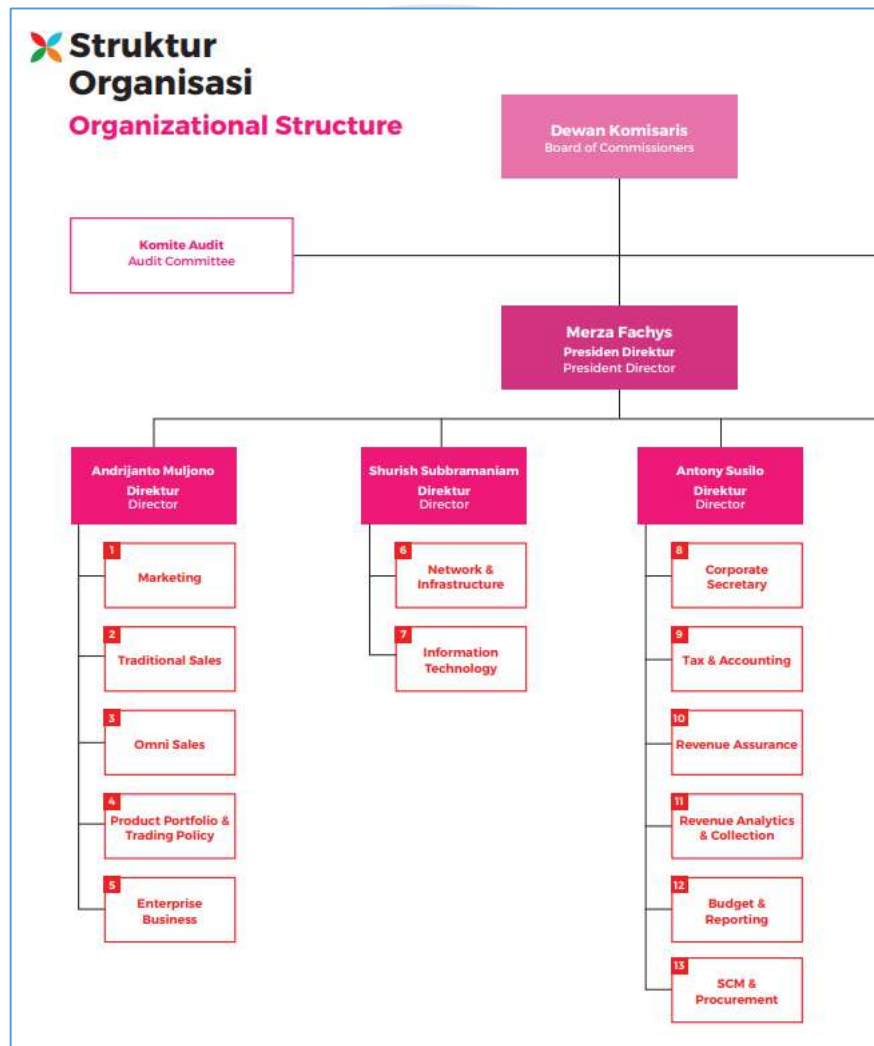 Struktur
Organisasi
Organizational Structure
Dewan Komisaris
Board of Commissioners
Komite Audit
Audit Committee
Merza Fachys
Presiden Direktur
President Director
Andrijanto Muljono
Direktur
Director
1
Marketing
2
Traditional Sales
3
Omni Sales
4
Product Portfolio &
Trading Policy
5
Enterprise
Business
Shurish Subbramaniam
Direktur
Director
6
Network &
Infrastructure
7
Information
Technology
Antony Susilo
Direktur
Director
8
Corporate
Secretary
9
Tax & Accounting
10
Revenue Assurance
11
Revenue Analytics
& Collection
12
Budget &
Reporting
13
SCM &
Procurement